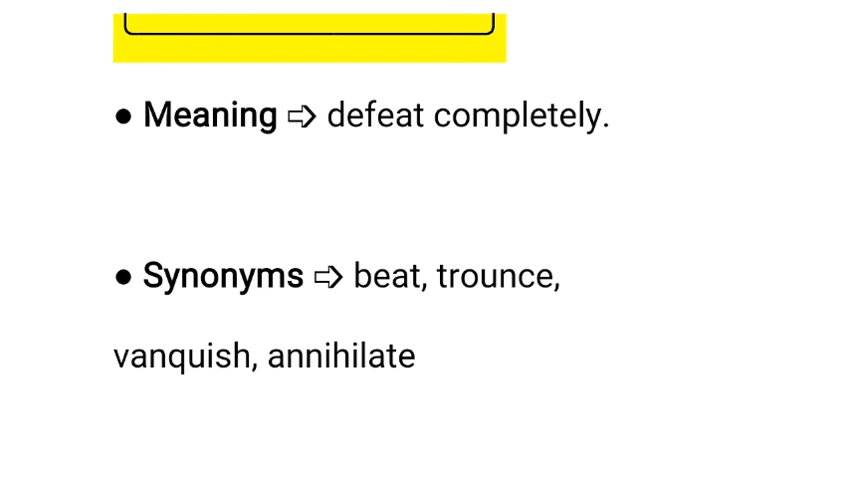 ● Meaning ➩ defeat completely.
● Synonyms ➩ beat, trounce,
vanquish, annihilate